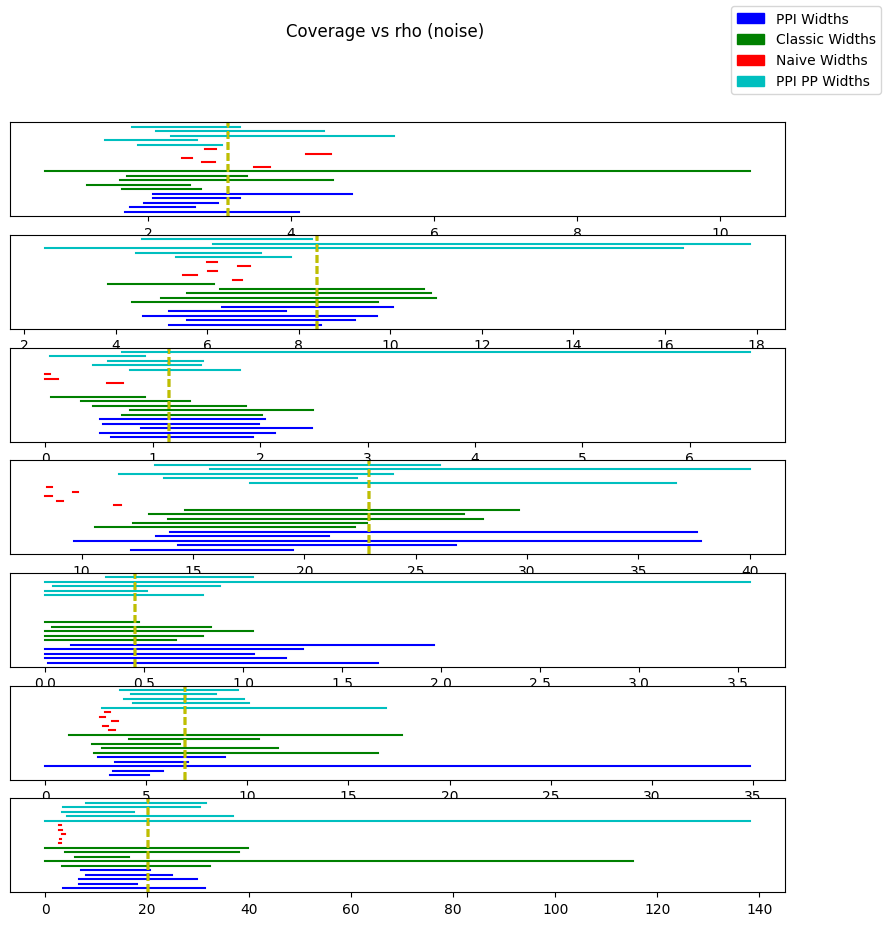 Coverage vs rho (noise)
PPI Widths
Classic Widths
Naive Widths
PPI PP Widths
2 4 6 8 10
2 4 6 8 10 12 14 16 18
0 1 2 3 4 5 6
10 15 20 25 30 35 40
0.0 0.5 1.0 1.5 2.0 2.5 3.0 3.5
0 5 10 15 20 25 30 35
0 20 40 60 80 100 120 140